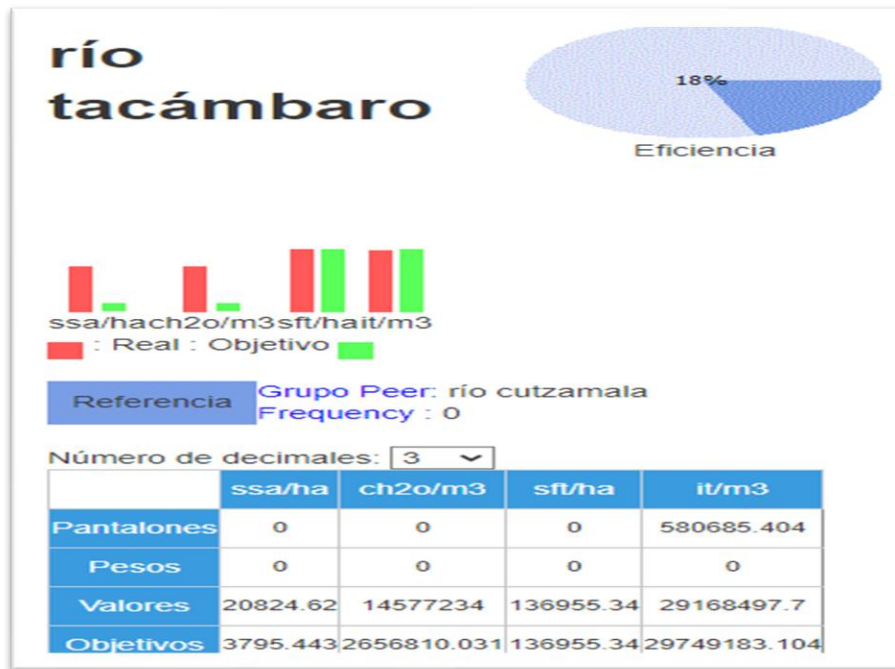 río
tacámbaro
18%
Eficiencia
ssa/hach2o/m3sft/hait/m3
: Real : Objetivo
Referencia
Grupo Peer: río cutzamala
Frequency : 0
Número de decimales: 3
ssa/ha ch2o/m3 sft/ha it/m3
Pantalones 0 0 0 580685.404
Pesos 0 0 0 0
Valores 20824.62 14577234 136955.34 29168497.7
Objetivos 3795.443 2656810.031 136955.34 29749183.104